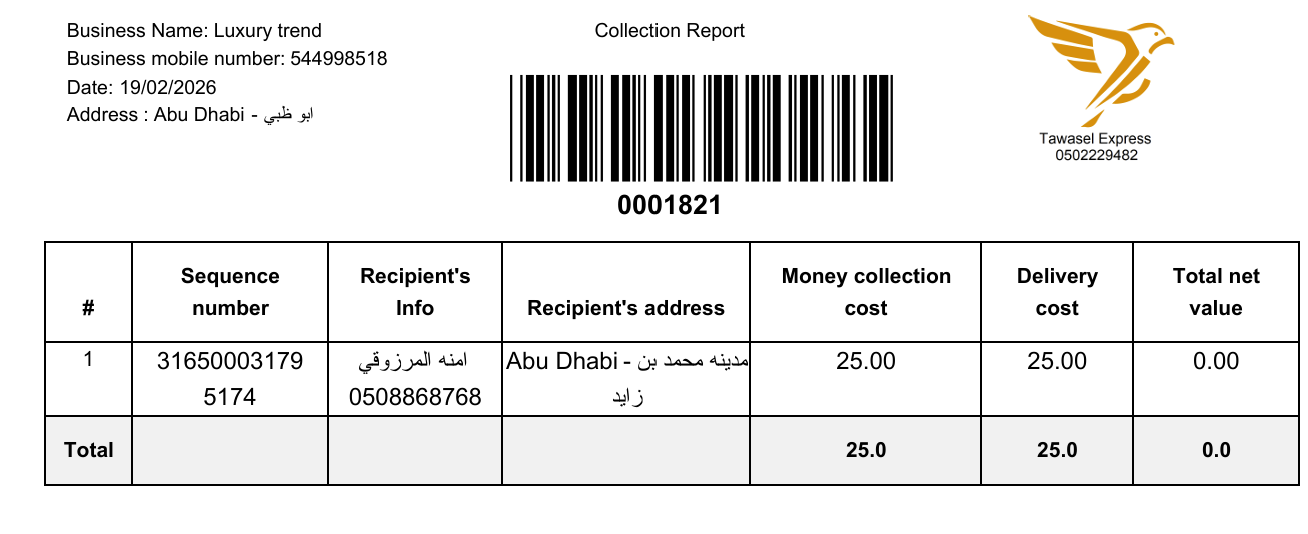 Business Name: Luxury trend
Business mobile number: 544998518
Date: 19/02/2026
Address : Abu Dhabi - ابو ظبي
Collection Report
0001821
Tawasel Express
0502229482
# Sequence number Recipient's Info Recipient's address Money collection cost Delivery cost Total net value
1 31650003179 امنه المرزوقي Abu Dhabi - مدينه محمد بن 25.00 25.00 0.00
5174 0508868768 زايد
Total 25.0 25.0 0.0